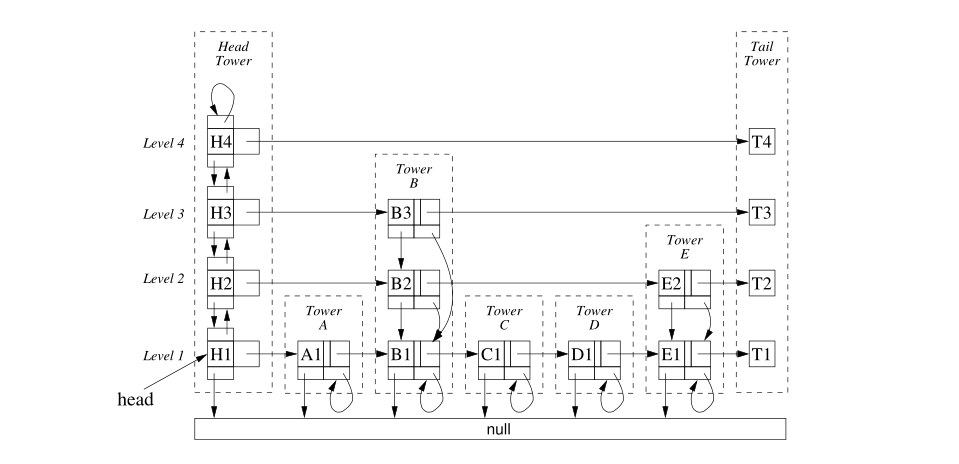 Head
Tower
Tail
Tower
Level 4
H4
T4
Tower
B
Level 3
H3
B3
T3
Tower
E
Level 2
H2
B2
E2
T2
Tower
A
Tower
C
Tower
D
Level 1
H1
A1
B1
C1
D1
E1
T1
head
null